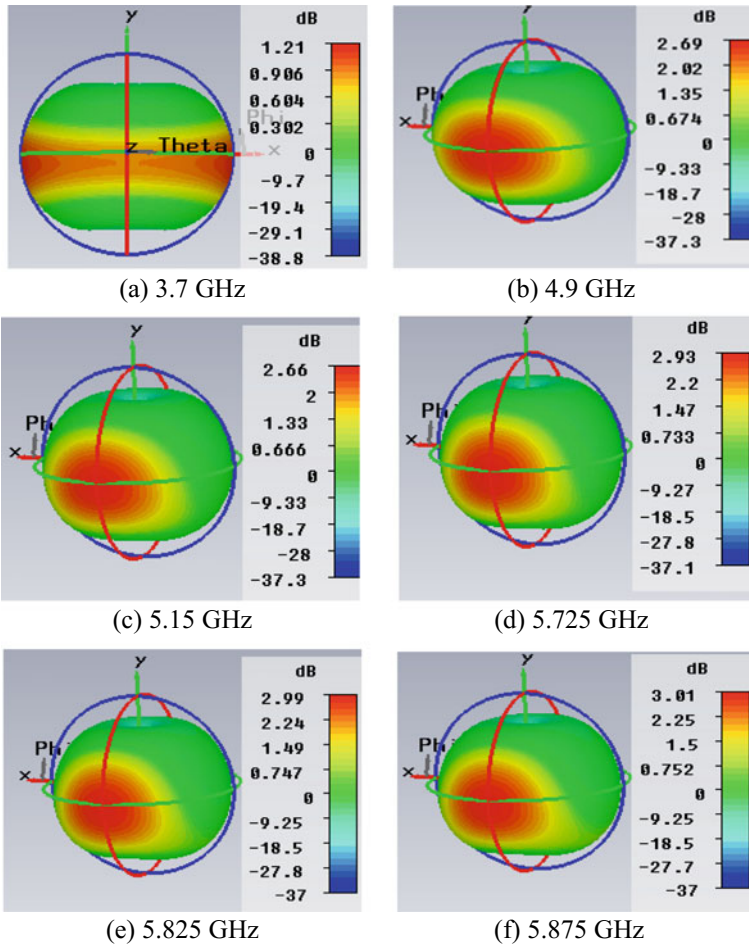 y
dB
1.21
0.906
0.604
0.302
0
-9.7
-19.4
-29.1
-38.8
Phi
z Theta
x
(a) 3.7 GHz
dB
2.69
2.02
1.35
0.674
0
-9.33
-18.7
-28
-37.3
x
(b) 4.9 GHz
y
dB
2.66
2
1.33
0.666
0
-9.33
-18.7
-28
-37.3
x
(c) 5.15 GHz
dB
2.93
2.2
1.47
0.733
0
-9.27
-18.5
-27.8
-37.1
x
(d) 5.725 GHz
y
dB
2.99
2.24
1.49
0.747
0
-9.25
-18.5
-27.8
-37
x
(e) 5.825 GHz
y
dB
3.01
2.25
1.5
0.752
0
-9.25
-18.5
-27.7
-37
x
(f) 5.875 GHz